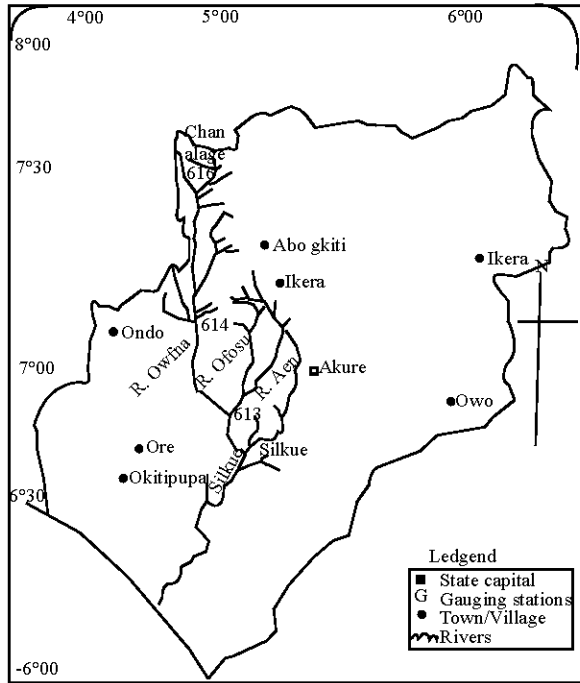 4°00 5°00 6°00
8°00
Chan
alage
7°30
616
Abo gkiti
Ikera
N
Ikera
614
Ondo
R. Owfna
R. Ofosu
R. Aen
7°00
Akure
Owo
613
Ore
Silkue
Silkue
Okitipupa
6°30
Ledgend
State capital
G Gauging stations
Town/Village
Rivers
-6°00